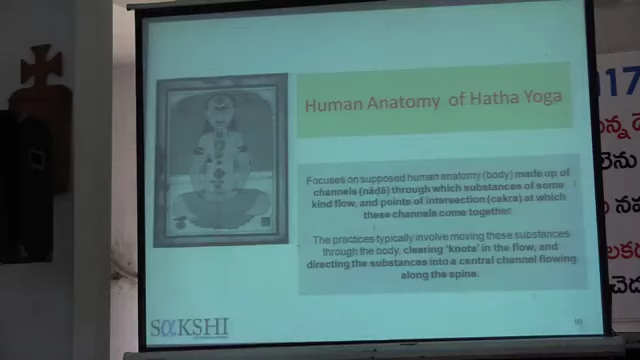 Human Anatomy of Hatha Yoga
Focuses on supposed human anatomy (body) made up of
channels (nāḍā) through which substances of some
kind flow, and points of intersection (cakra) at which
these channels come together.
The practices typically involve moving these substances
through the body, clearing 'knots' in the flow, and
directing the substances into a central channel flowing
along the spine.
SαKSHI
10
117